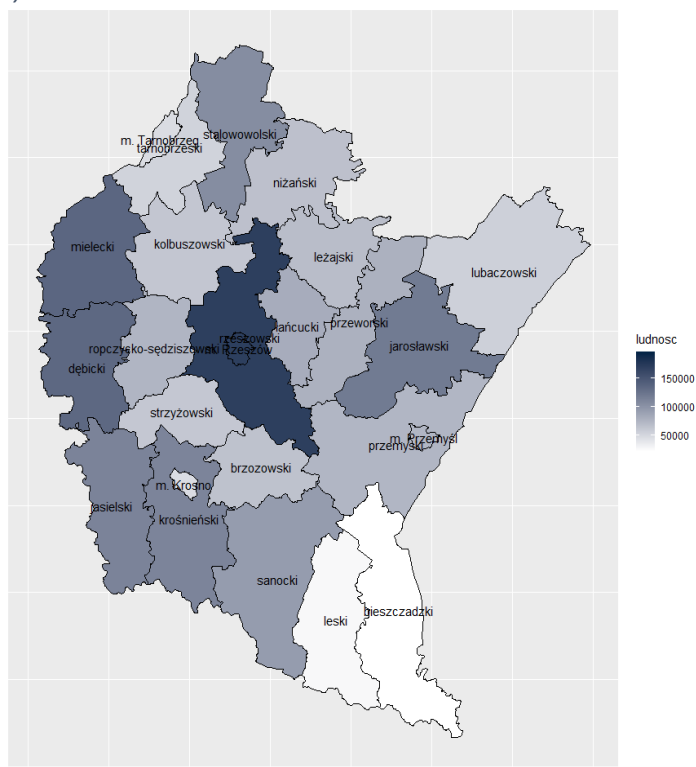 stalowowolski
m. Tarnobrzeg
tarnobrzeski
niżański
kolbuszowski
mielecki
leżajski
lubaczowski
przeworski
łańcucki
rzeszowski
m. Rzeszów
ropczycko-sędziszowski
jarosławski
dębicki
strzyżowski
m. Przemyśl
przemyski
brzozowski
m. Krosno
asielski
krośnieński
sanocki
bieszczadzki
leski
ludnosc
150000
100000
50000